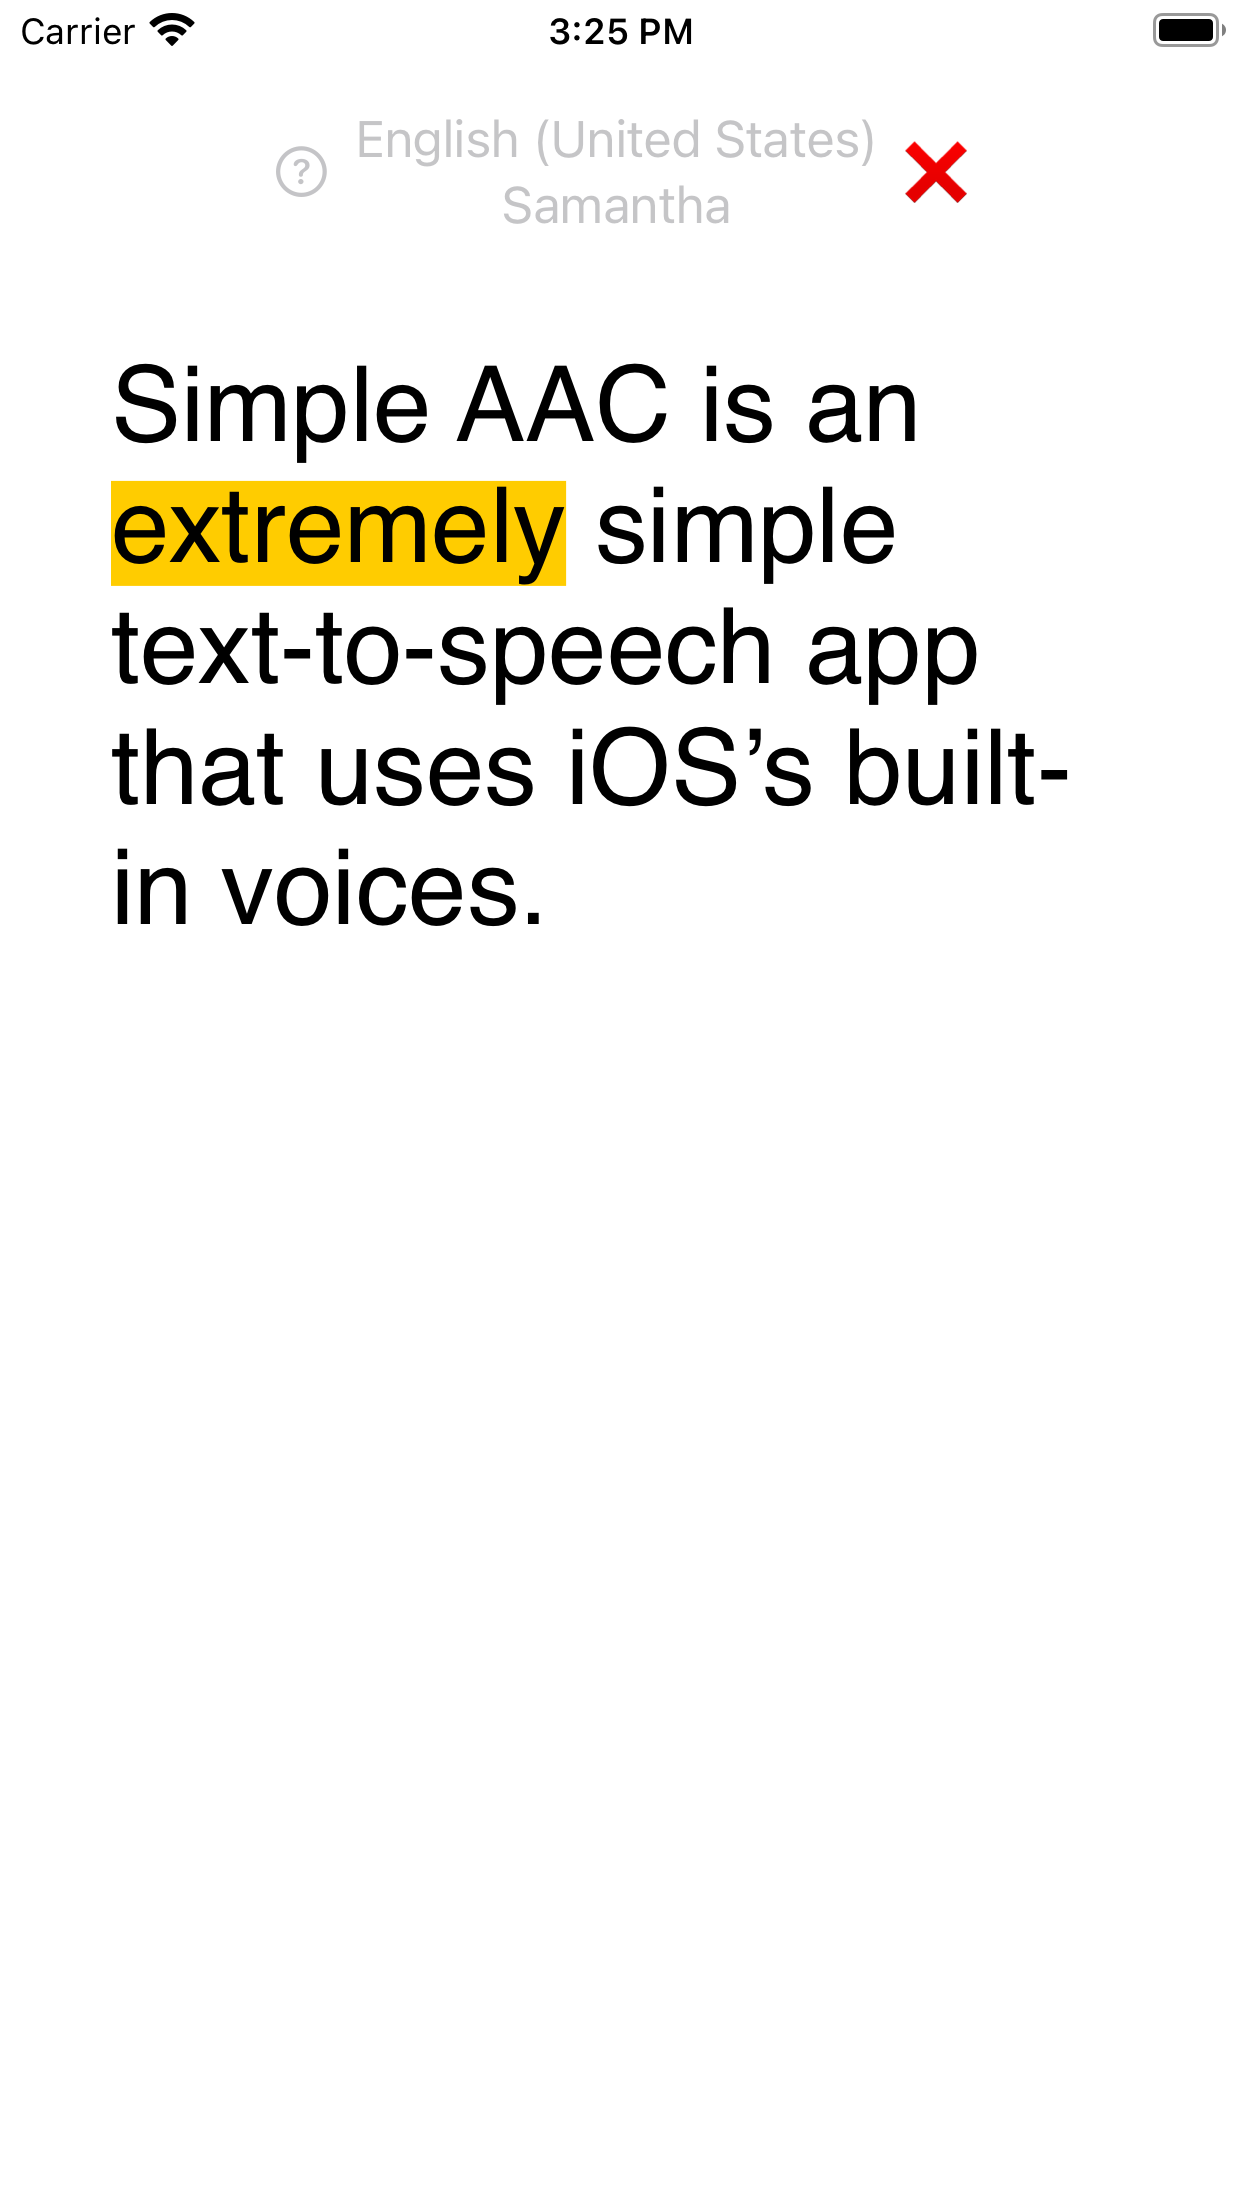 Carrier 3:25 PM
? English (United States)
Samantha
Simple AAC is an
extremely simple
text-to-speech app
that uses iOS’s built-
in voices.